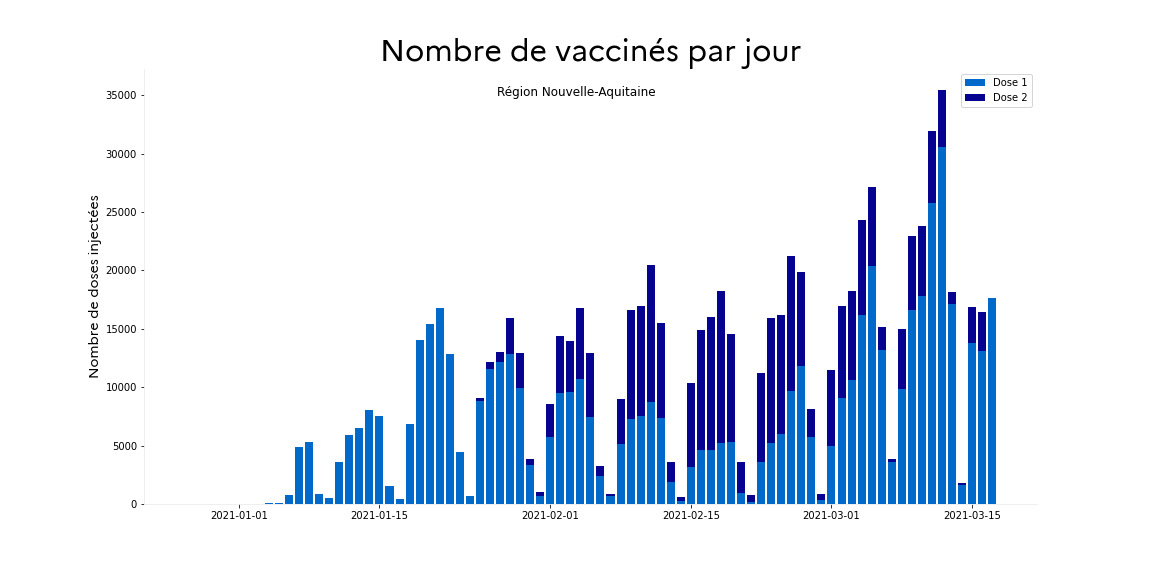 Nombre de vaccinés par jour
Région Nouvelle-Aquitaine
Dose 1
Dose 2
Nombre de doses injectées
35000
30000
25000
20000
15000
10000
5000
0
2021-01-01
2021-01-15
2021-02-01
2021-02-15
2021-03-01
2021-03-15